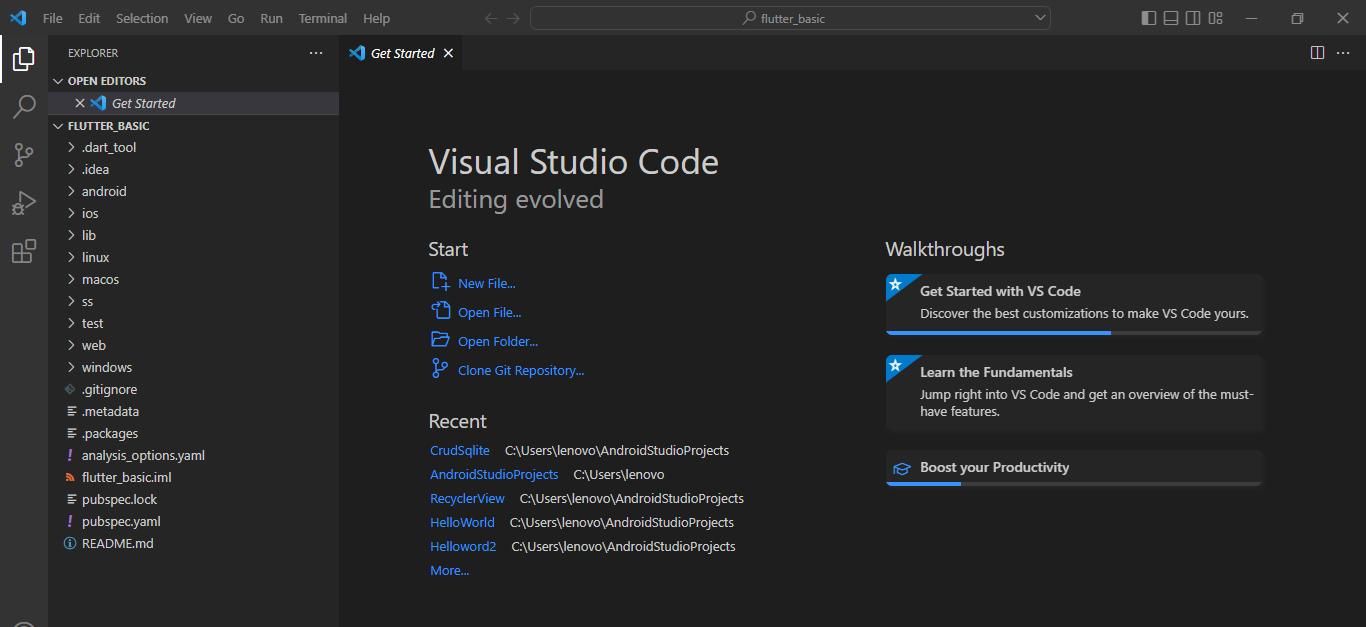 File Edit Selection View Go Run Terminal Help flutter_basic
EXPLORER
OPEN EDITORS
Get Started
FLUTTER_BASIC
.dart_tool
.idea
android
ios
lib
linux
macos
ss
test
web
windows
.gitignore
.metadata
.packages
analysis_options.yaml
flutter_basic.iml
pubspec.lock
pubspec.yaml
README.md
Get Started
Visual Studio Code
Editing evolved
Start
New File...
Open File...
Open Folder...
Clone Git Repository...
Recent
CrudSqlite C:\Users\lenovo\AndroidStudioProjects
AndroidStudioProjects C:\Users\lenovo
RecyclerView C:\Users\lenovo\AndroidStudioProjects
HelloWorld C:\Users\lenovo\AndroidStudioProjects
Helloword2 C:\Users\lenovo\AndroidStudioProjects
More...
Walkthroughs
Get Started with VS Code
Discover the best customizations to make VS Code yours.
Learn the Fundamentals
Jump right into VS Code and get an overview of the must-
have features.
Boost your Productivity